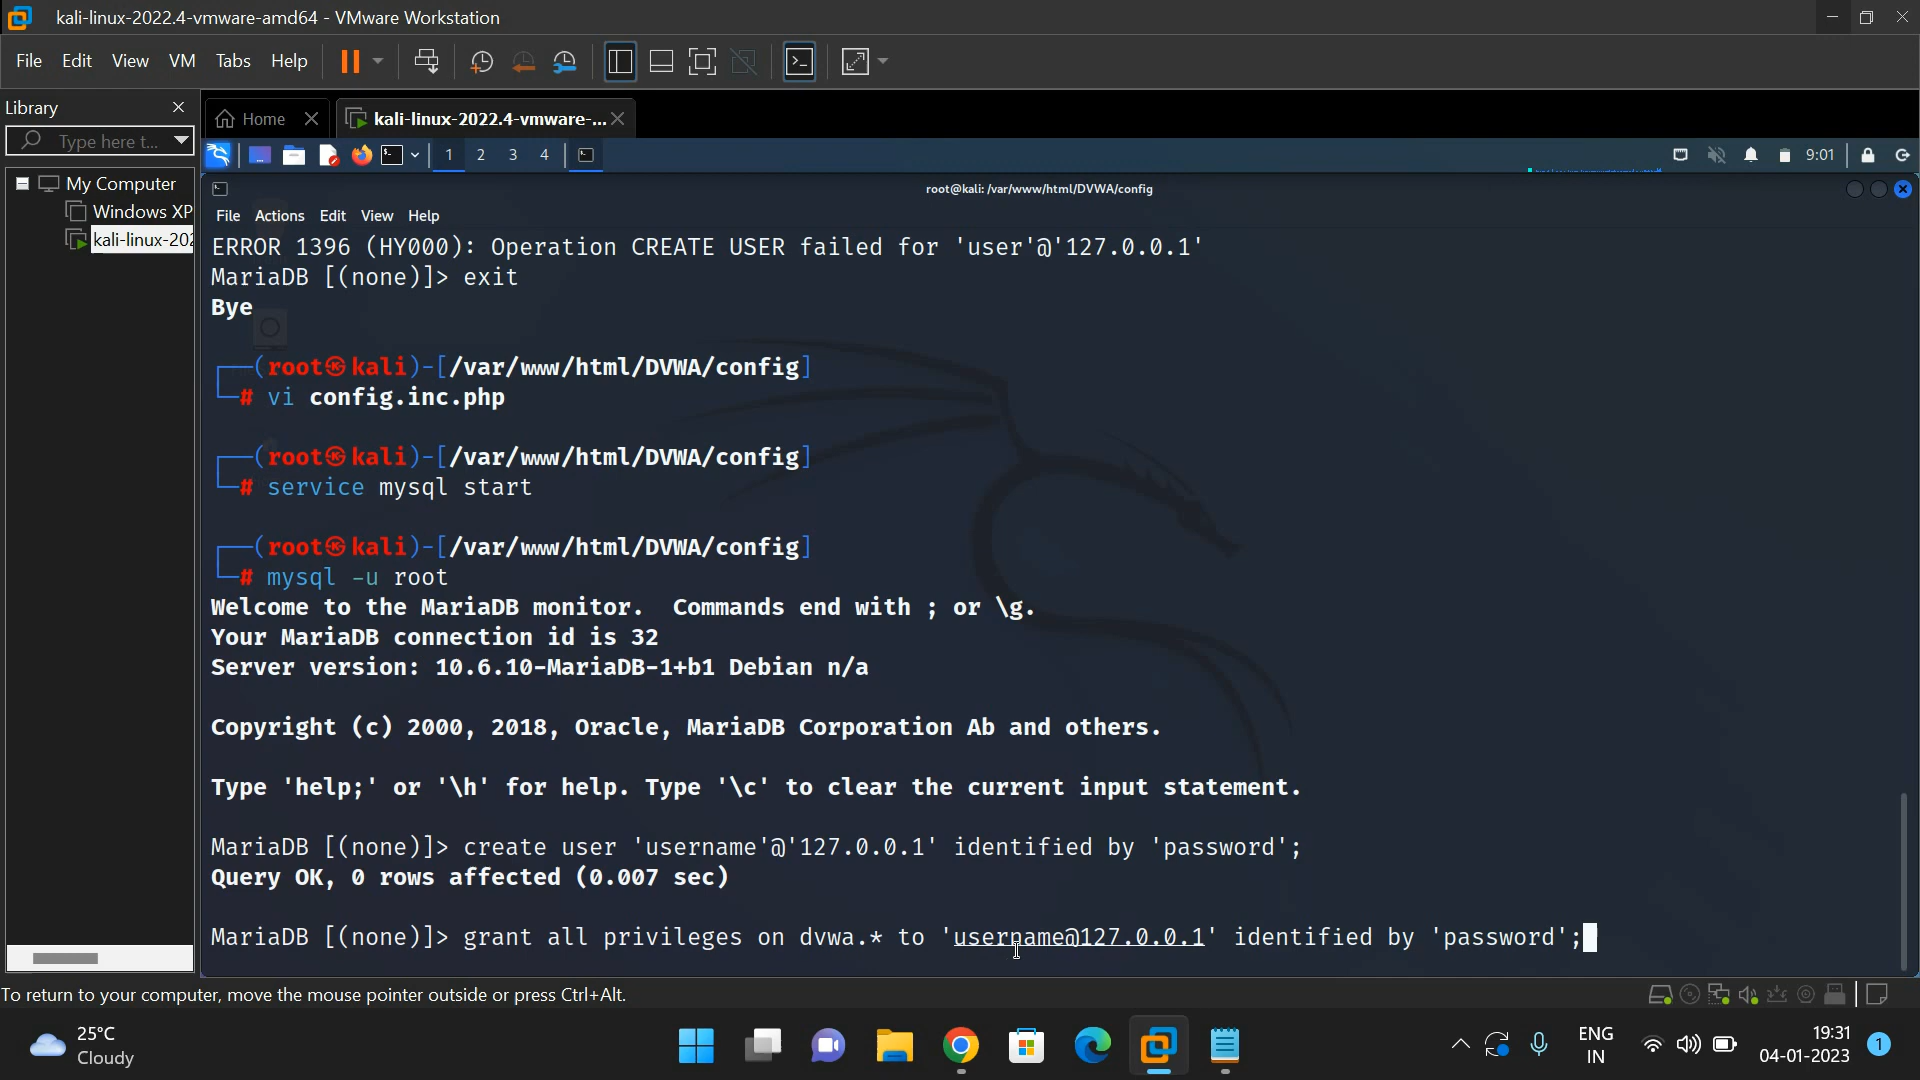 kali-linux-2022.4-vmware-amd64 - VMware Workstation
File Edit View VM Tabs Help
Library
Home
kali-linux-2022.4-vmware-...
Type here t...
1 2 3 4
9:01
My Computer
Windows XP
kali-linux-202
root@kali: /var/www/html/DVWA/config
File Actions Edit View Help
ERROR 1396 (HY000): Operation CREATE USER failed for 'user'@'127.0.0.1'
MariaDB [(none)]> exit
Bye
(root㉿kali)-[/var/www/html/DVWA/config]
# vi config.inc.php
(root㉿kali)-[/var/www/html/DVWA/config]
# service mysql start
(root㉿kali)-[/var/www/html/DVWA/config]
# mysql -u root
Welcome to the MariaDB monitor.  Commands end with ; or \g.
Your MariaDB connection id is 32
Server version: 10.6.10-MariaDB-1+b1 Debian n/a
Copyright (c) 2000, 2018, Oracle, MariaDB Corporation Ab and others.
Type 'help;' or '\h' for help. Type '\c' to clear the current input statement.
MariaDB [(none)]> create user 'username'@'127.0.0.1' identified by 'password';
Query OK, 0 rows affected (0.007 sec)
MariaDB [(none)]> grant all privileges on dvwa.* to 'username@127.0.0.1' identified by 'password';
To return to your computer, move the mouse pointer outside or press Ctrl+Alt.
25°C
Cloudy
ENG
IN
19:31
04-01-2023
1